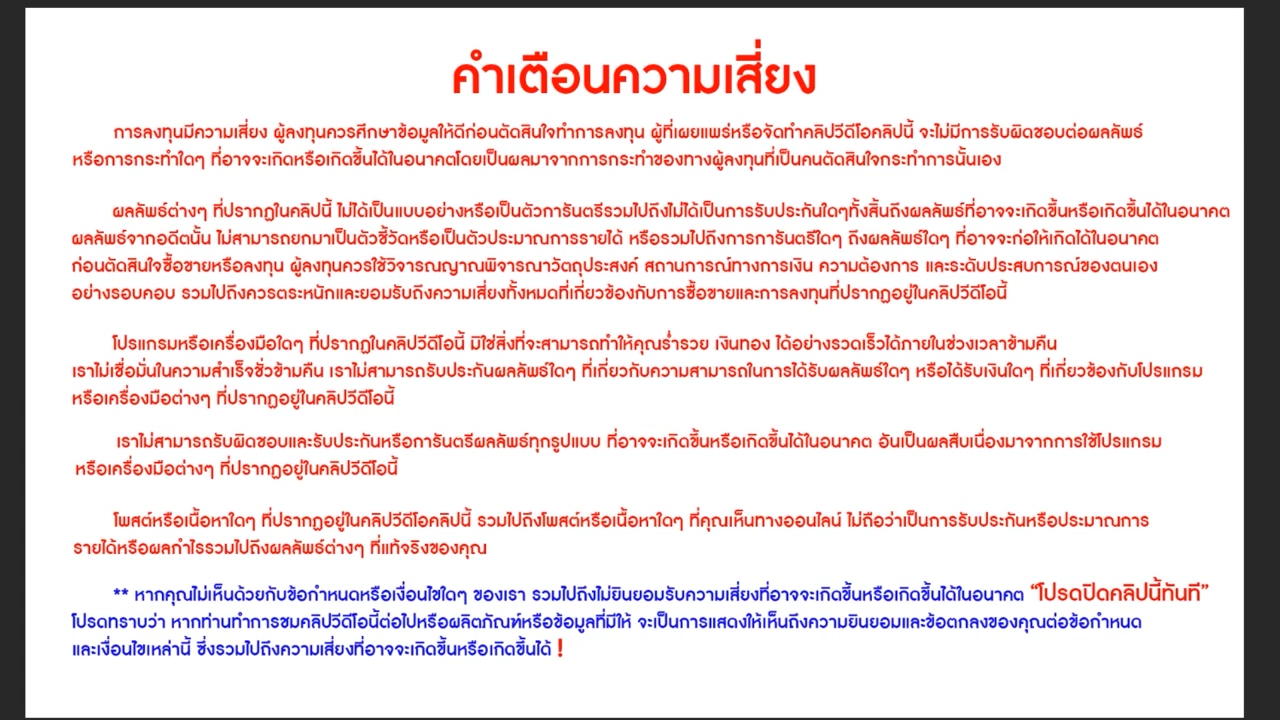 คำเตือนความเสี่ยง
การลงทุนมีความเสี่ยง ผู้ลงทุนควรศึกษาข้อมูลให้ดีก่อนตัดสินใจทำการลงทุน ผู้ที่เผยแพร่หรือจัดทำคลิปวีดีโอคลิปนี้ จะไม่มีการรับผิดชอบต่อผลลัพธ์
หรือการกระทำใดๆ ที่อาจจะเกิดหรือเกิดขึ้นได้ในอนาคตโดยเป็นผลมาจากการกระทำของทางผู้ลงทุนที่เป็นคนตัดสินใจกระทำการนั้นเอง
ผลลัพธ์ต่างๆ ที่ปรากฏในคลิปนี้ ไม่ได้เป็นแบบอย่างหรือเป็นตัวการันตรีรวมไปถึงไม่ได้เป็นการรับประกันใดๆทั้งสิ้นถึงผลลัพธ์ที่อาจจะเกิดขึ้นหรือเกิดขึ้นได้ในอนาคต
ผลลัพธ์จากอดีตนั้น ไม่สามารถยกมาเป็นตัวชี้วัดหรือเป็นตัวประมาณการรายได้ หรือรวมไปถึงการการันตรีใดๆ ถึงผลลัพธ์ใดๆ ที่อาจจะก่อให้เกิดได้ในอนาคต
ก่อนตัดสินใจซื้อขายหรือลงทุน ผู้ลงทุนควรใช้วิจารณญาณพิจารณาวัตถุประสงค์ สถานการณ์ทางการเงิน ความต้องการ และระดับประสบการณ์ของตนเอง
อย่างรอบคอบ รวมไปถึงควรตระหนักและยอมรับถึงความเสี่ยงทั้งหมดที่เกี่ยวข้องกับการซื้อขายและการลงทุนที่ปรากฏอยู่ในคลิปวีดีโอนี้
โปรแกรมหรือเครื่องมือใดๆ ที่ปรากฏในคลิปวีดีโอนี้ มิใช่สิ่งที่จะสามารถทำให้คุณร่ำรวย เงินทอง ได้อย่างรวดเร็วได้ภายในช่วงเวลาข้ามคืน
เราไม่เชื่อมั่นในความสำเร็จชั่วข้ามคืน เราไม่สามารถรับประกันผลลัพธ์ใดๆ ที่เกี่ยวกับความสามารถในการได้รับผลลัพธ์ใดๆ หรือได้รับเงินใดๆ ที่เกี่ยวข้องกับโปรแกรม
หรือเครื่องมือต่างๆ ที่ปรากฏอยู่ในคลิปวีดีโอนี้
เราไม่สามารถรับผิดชอบและรับประกันหรือการันตรีผลลัพธ์ทุกรูปแบบ ที่อาจจะเกิดขึ้นหรือเกิดขึ้นได้ในอนาคต อันเป็นผลสืบเนื่องมาจากการใช้โปรแกรม
หรือเครื่องมือต่างๆ ที่ปรากฏอยู่ในคลิปวีดีโอนี้
โพสต์หรือเนื้อหาใดๆ ที่ปรากฏอยู่ในคลิปวีดีโอคลิปนี้ รวมไปถึงโพสต์หรือเนื้อหาใดๆ ที่คุณเห็นทางออนไลน์ ไม่ถือว่าเป็นการรับประกันหรือประมาณการ
รายได้หรือผลกำไรรวมไปถึงผลลัพธ์ต่างๆ ที่แท้จริงของคุณ
** หากคุณไม่เห็นด้วยกับข้อกำหนดหรือเงื่อนไขใดๆ ของเรา รวมไปถึงไม่ยินยอมรับความเสี่ยงที่อาจจะเกิดขึ้นหรือเกิดขึ้นได้ในอนาคต “โปรดปิดคลิปนี้ทันที”
โปรดทราบว่า หากท่านทำการชมคลิปวีดีโอนี้ต่อไปหรือผลิตภัณฑ์หรือข้อมูลที่มีให้ จะเป็นการแสดงให้เห็นถึงความยินยอมและข้อตกลงของคุณต่อข้อกำหนด
และเงื่อนไขเหล่านี้ ซึ่งรวมไปถึงความเสี่ยงที่อาจจะเกิดขึ้นหรือเกิดขึ้นได้ !